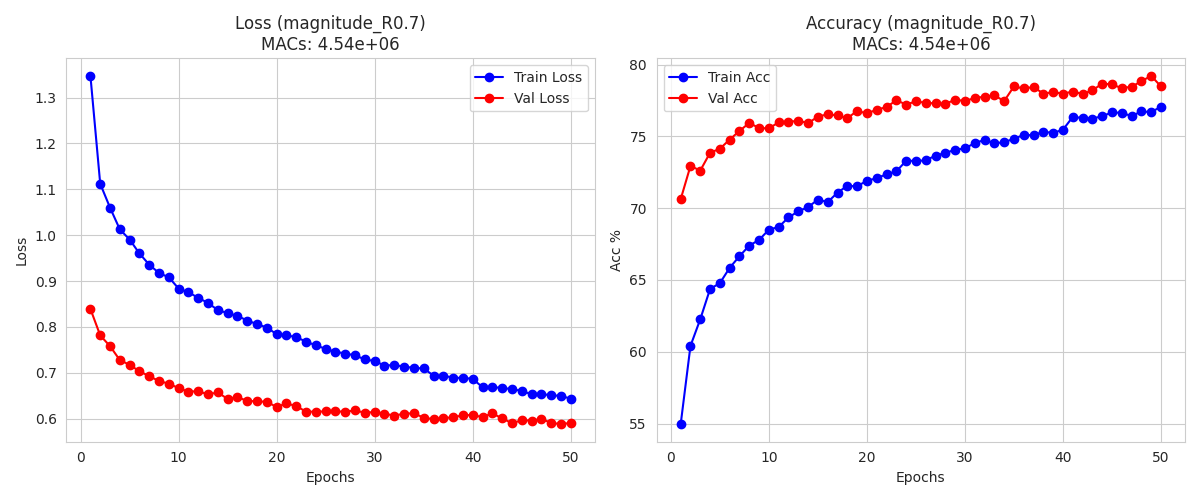 Loss (magnitude_R0.7)
MACs: 4.54e+06
Train Loss
Val Loss
Loss
1.3
1.2
1.1
1.0
0.9
0.8
0.7
0.6
0
10
20
30
40
50
Epochs
Accuracy (magnitude_R0.7)
MACs: 4.54e+06
Train Acc
Val Acc
Acc %
80
75
70
65
60
55
0
10
20
30
40
50
Epochs